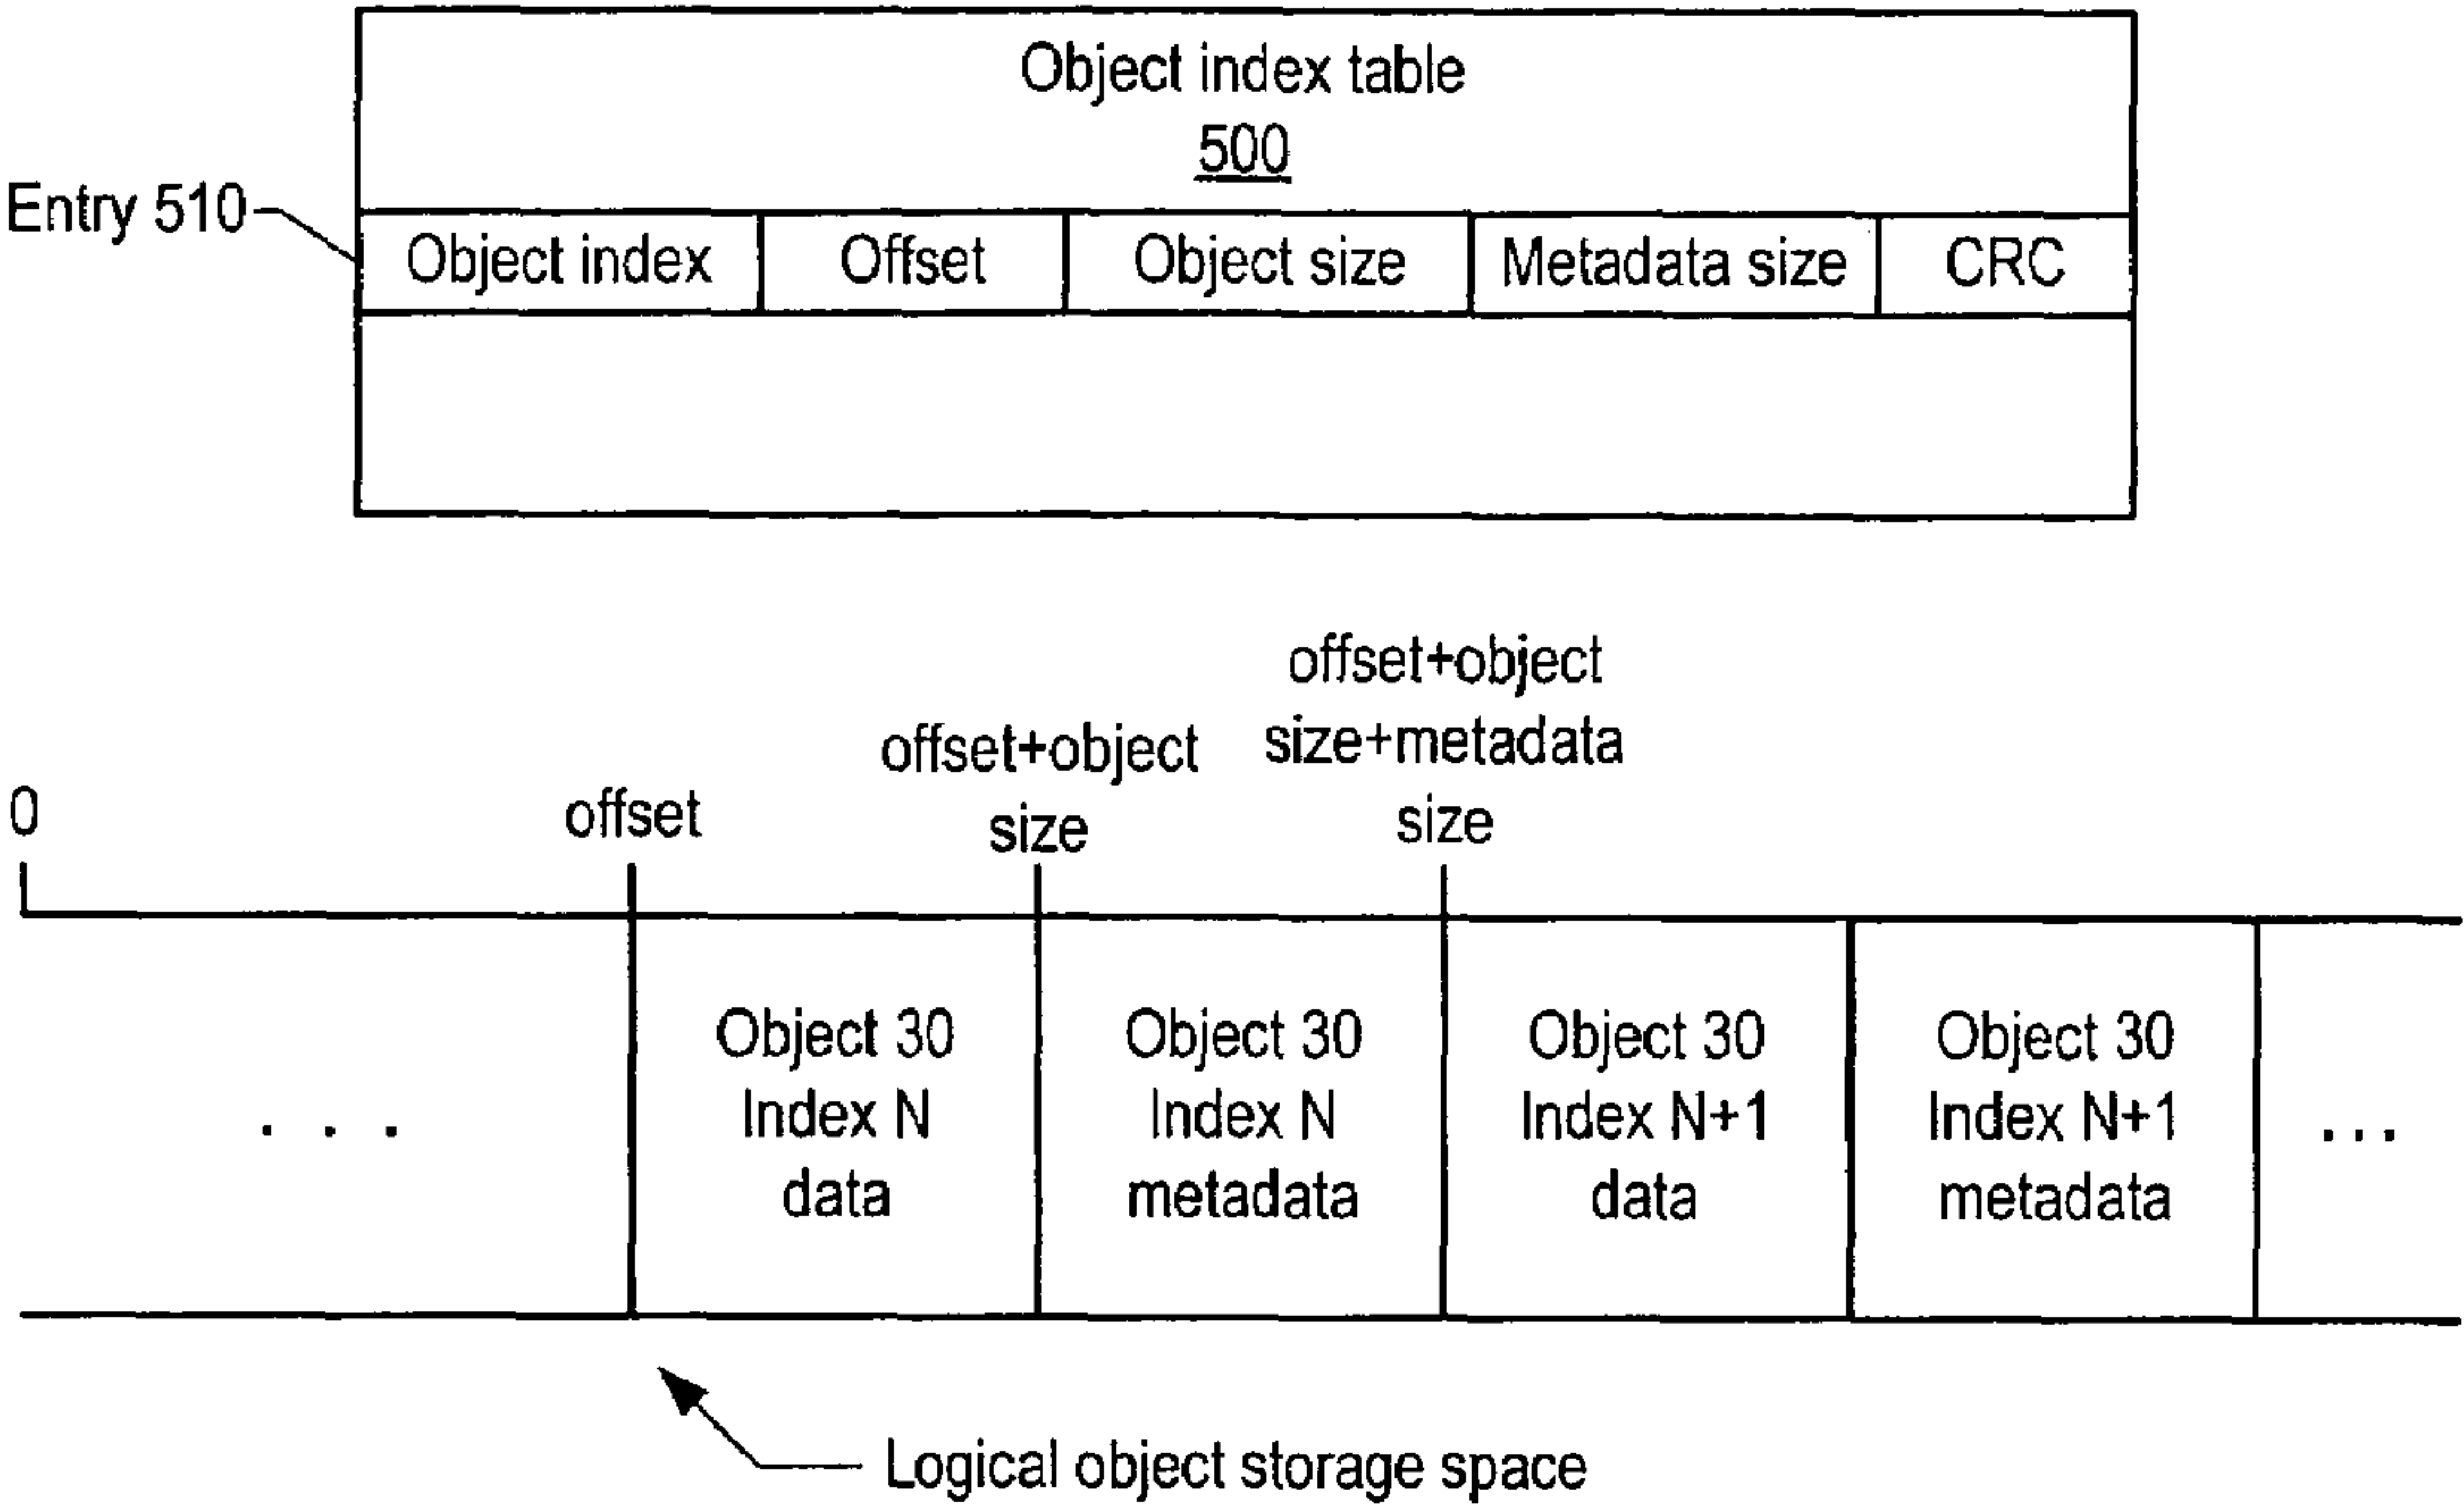 Object index table
500
Entry 510
Object index Offset Object size Metadata size CRC
offset+object
size+metadata
size
offset+object
size
offset
0
. . .
Object 30
Index N
data
Object 30
Index N
metadata
Object 30
Index N+1
data
Object 30
Index N+1
metadata
...
Logical object storage space